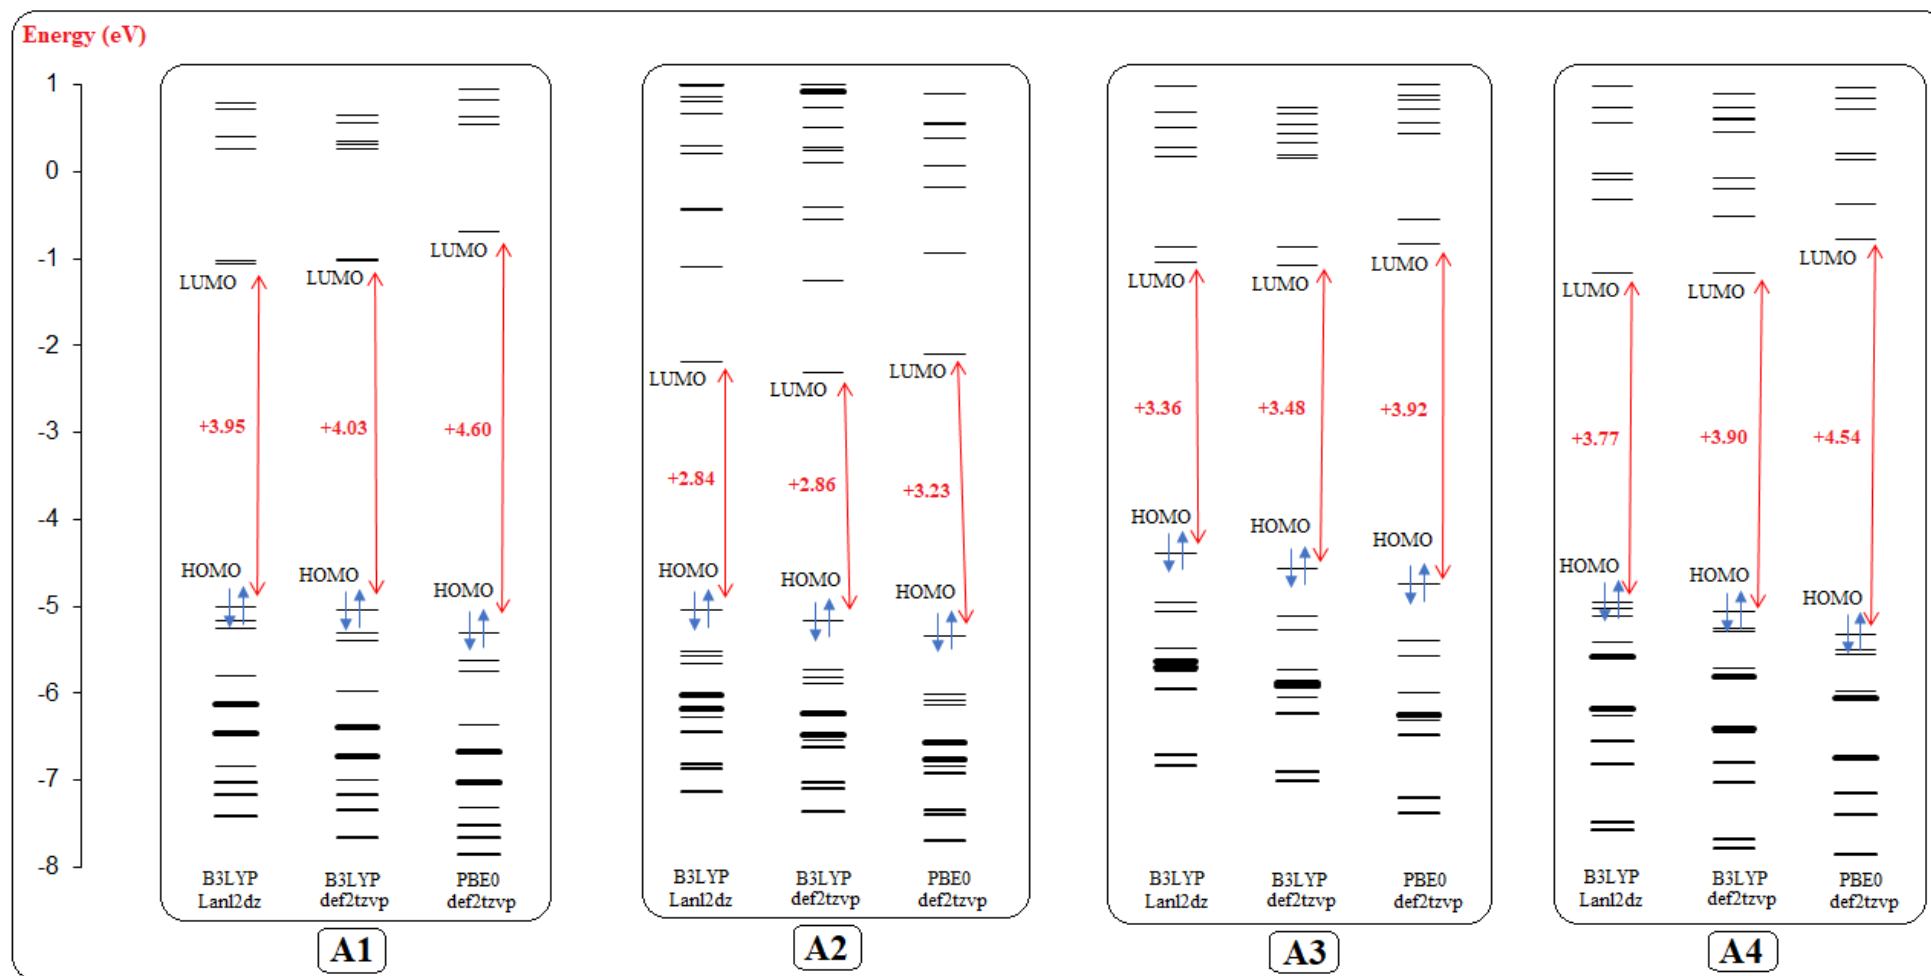 Energy (eV)
1
0
-1
-2
-3
-4
-5
-6
-7
-8
LUMO
LUMO
LUMO
+3.95
+4.03
+4.60
HOMO
HOMO
HOMO
B3LYP
Lanl2dz
B3LYP
def2tzvp
PBE0
def2tzvp
A1
LUMO
LUMO
LUMO
+2.84
+2.86
+3.23
HOMO
HOMO
HOMO
B3LYP
Lanl2dz
B3LYP
def2tzvp
PBE0
def2tzvp
A2
LUMO
LUMO
LUMO
+3.36
+3.48
+3.92
HOMO
HOMO
HOMO
B3LYP
Lanl2dz
B3LYP
def2tzvp
PBE0
def2tzvp
A3
LUMO
LUMO
LUMO
+3.77
+3.90
+4.54
HOMO
HOMO
HOMO
B3LYP
Lanl2dz
B3LYP
def2tzvp
PBE0
def2tzvp
A4